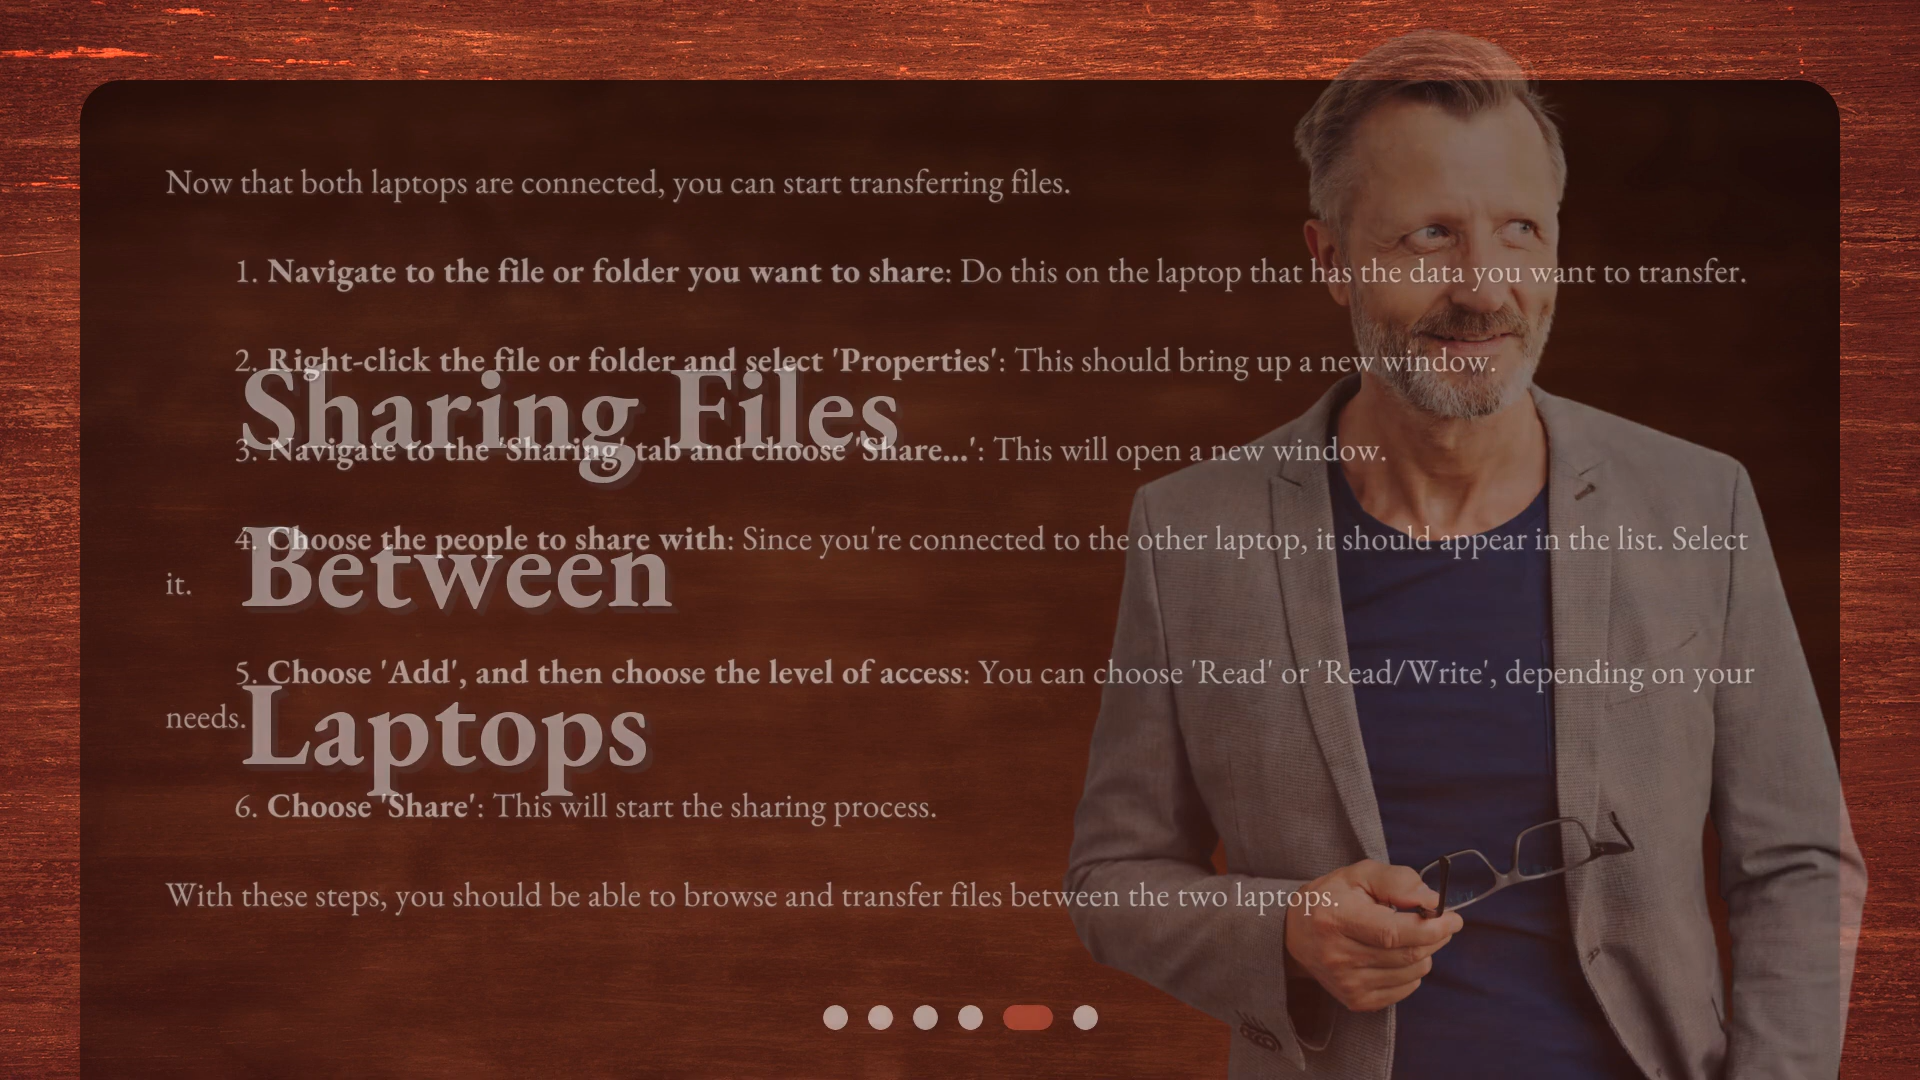 Now that both laptops are connected, you can start transferring files.
1. Navigate to the file or folder you want to share: Do this on the laptop that has the data you want to transfer.
2. Right-click the file or folder and select 'Properties': This should bring up a new window.
Sharing Files
3. Navigate to the 'Sharing' tab and choose 'Share...': This will open a new window.
4. Choose the people to share with: Since you're connected to the other laptop, it should appear in the list. Select
it.
Between
5. Choose 'Add', and then choose the level of access: You can choose 'Read' or 'Read/Write', depending on your
needs.
Laptops
6. Choose 'Share': This will start the sharing process.
With these steps, you should be able to browse and transfer files between the two laptops.